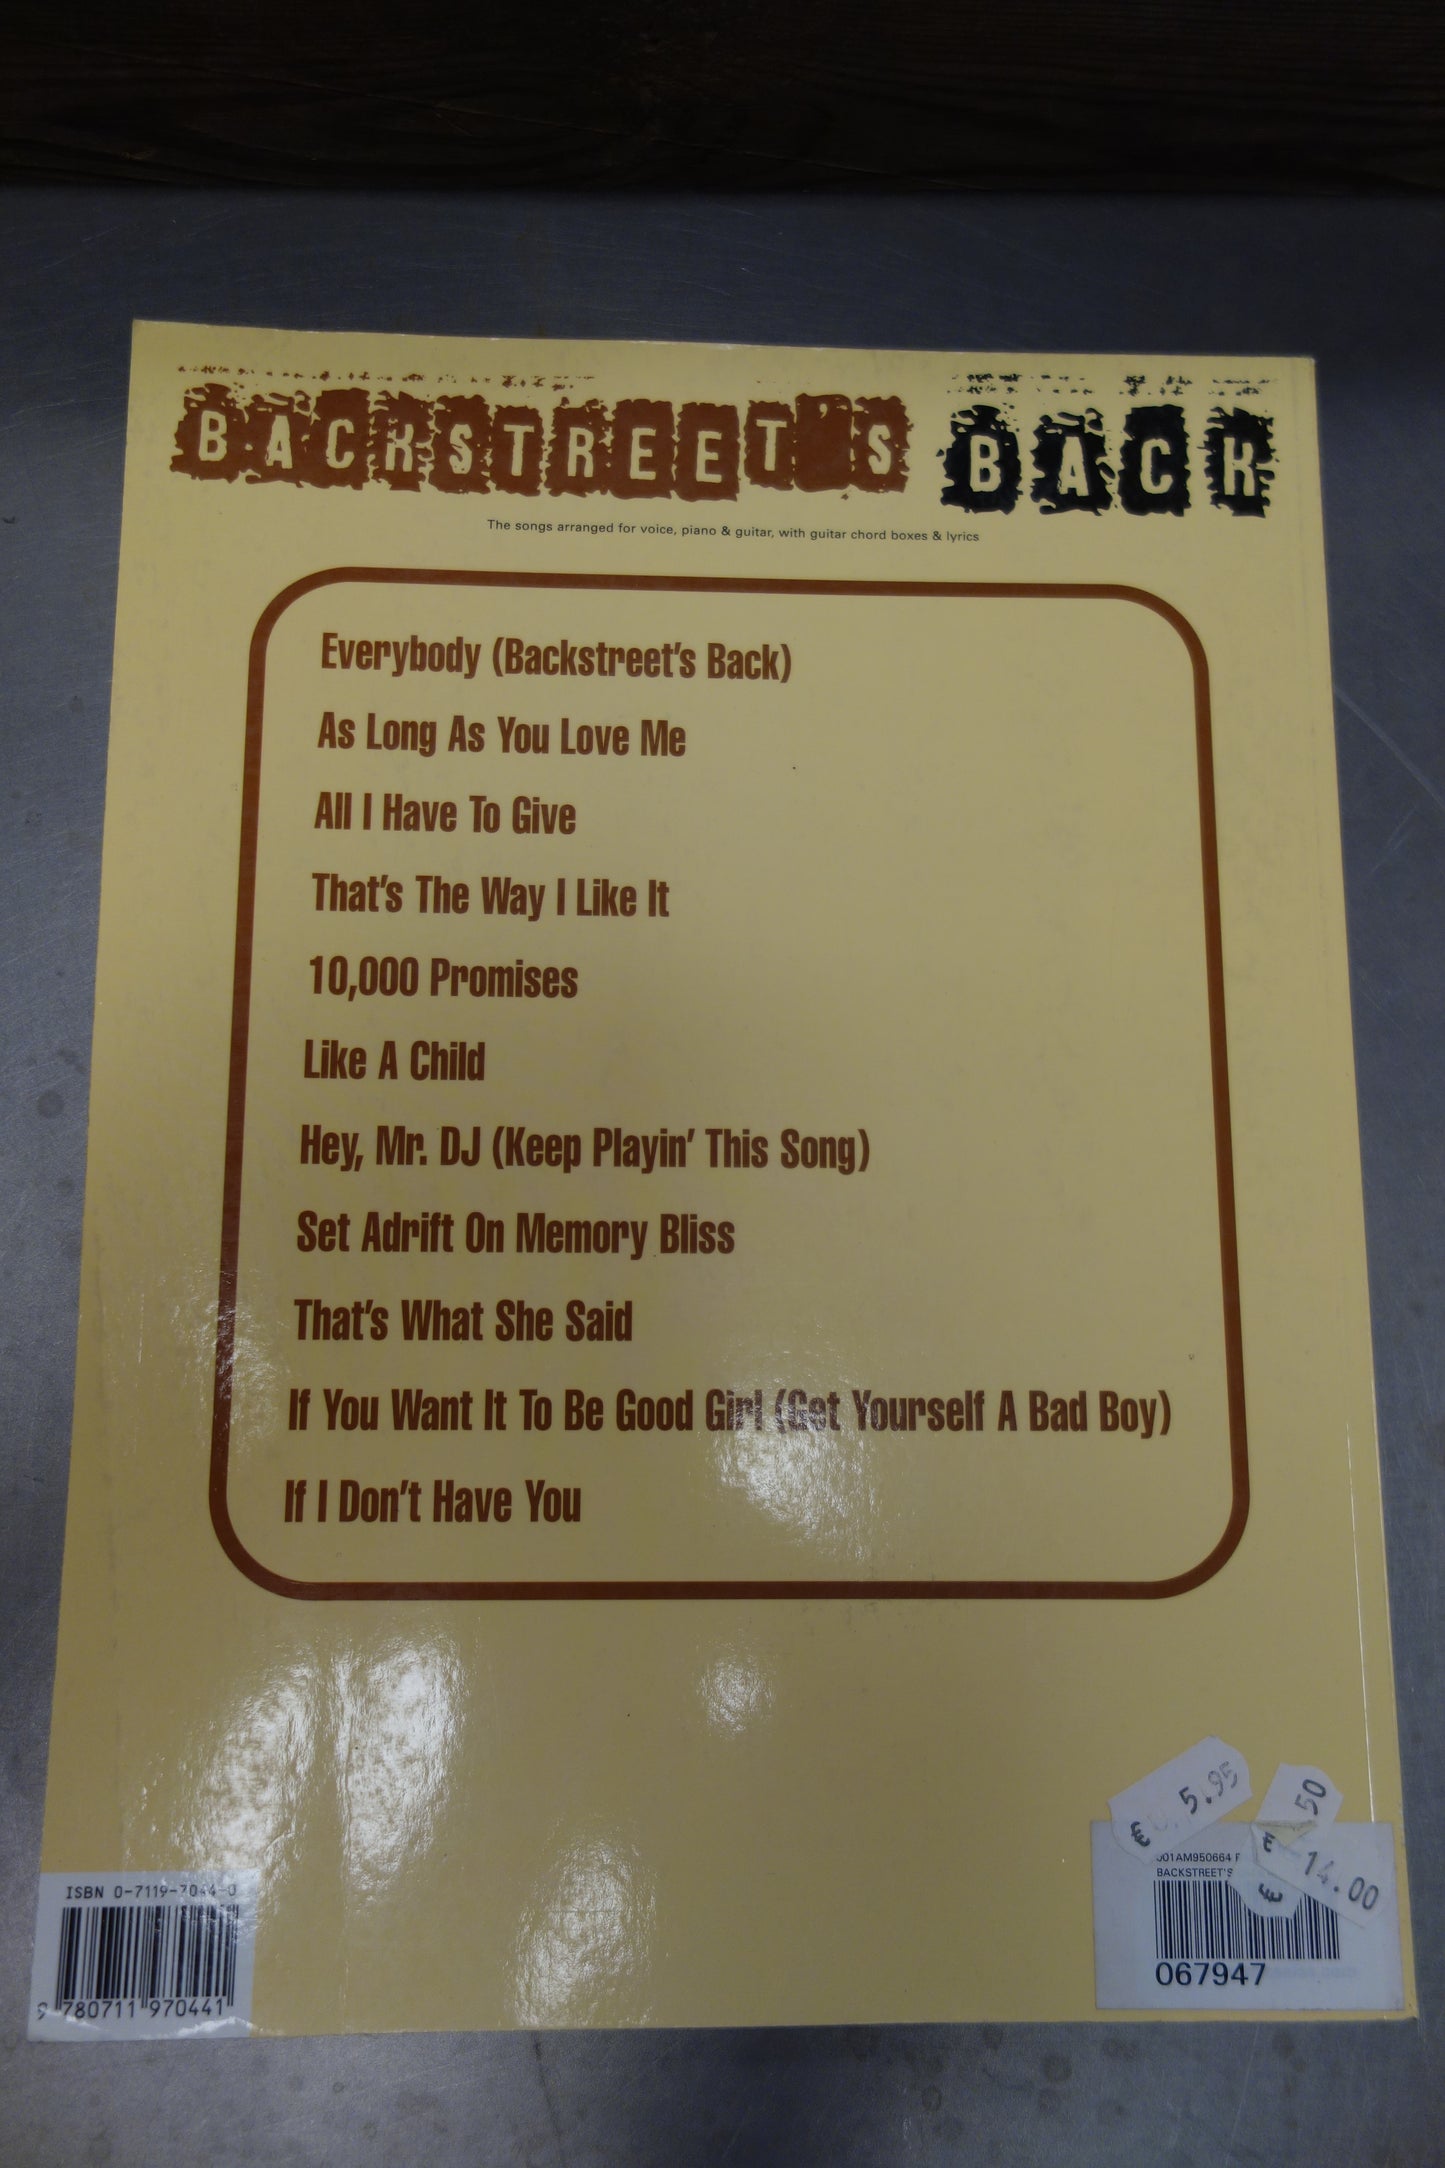 BACKSTREET'S BACK
The songs arranged for voice, piano & guitar, with guitar chord boxes & lyrics
Everybody (Backstreet's Back)
As Long As You Love Me
All I Have To Give
That's The Way I Like It
10,000 Promises
Like A Child
Hey, Mr. DJ (Keep Playin' This Song)
Set Adrift On Memory Bliss
That's What She Said
If You Want It To Be Good Girl (Get Yourself A Bad Boy)
If I Don't Have You
€ 5.95
50
€
€ 14.00
001AM950664
BACKSTREET'S
067947
ISBN 0-7119-7044-0
9 780711 970441